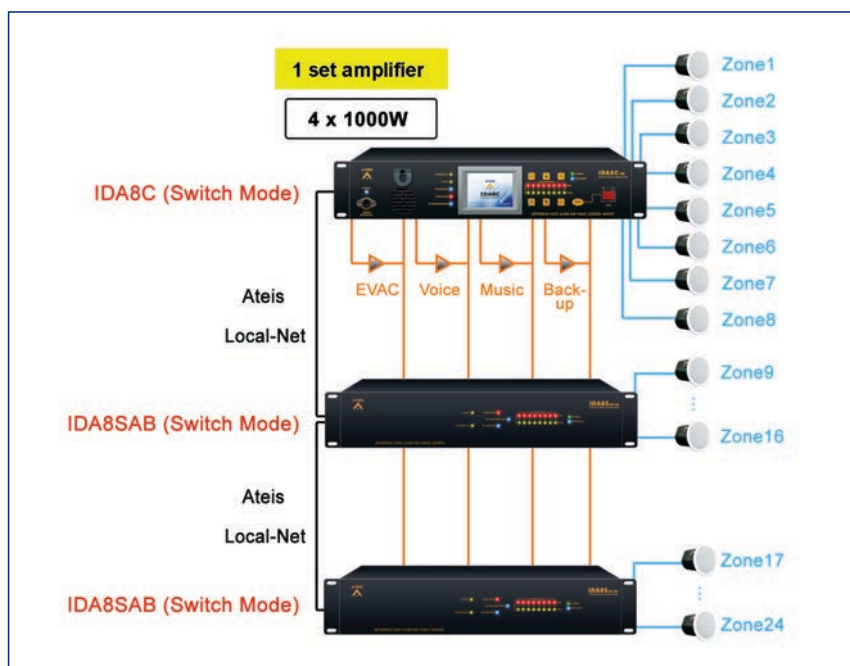 1 set amplifier
4 x 1000W
IDA8C (Switch Mode)
IDA8C
EVAC
Voice
Music
Back-
up
Zone1
Zone2
Zone3
Zone4
Zone5
Zone6
Zone7
Zone8
Ateis
Local-Net
IDA8SAB (Switch Mode)
Zone9
Zone16
Ateis
Local-Net
IDA8SAB (Switch Mode)
Zone17
Zone24